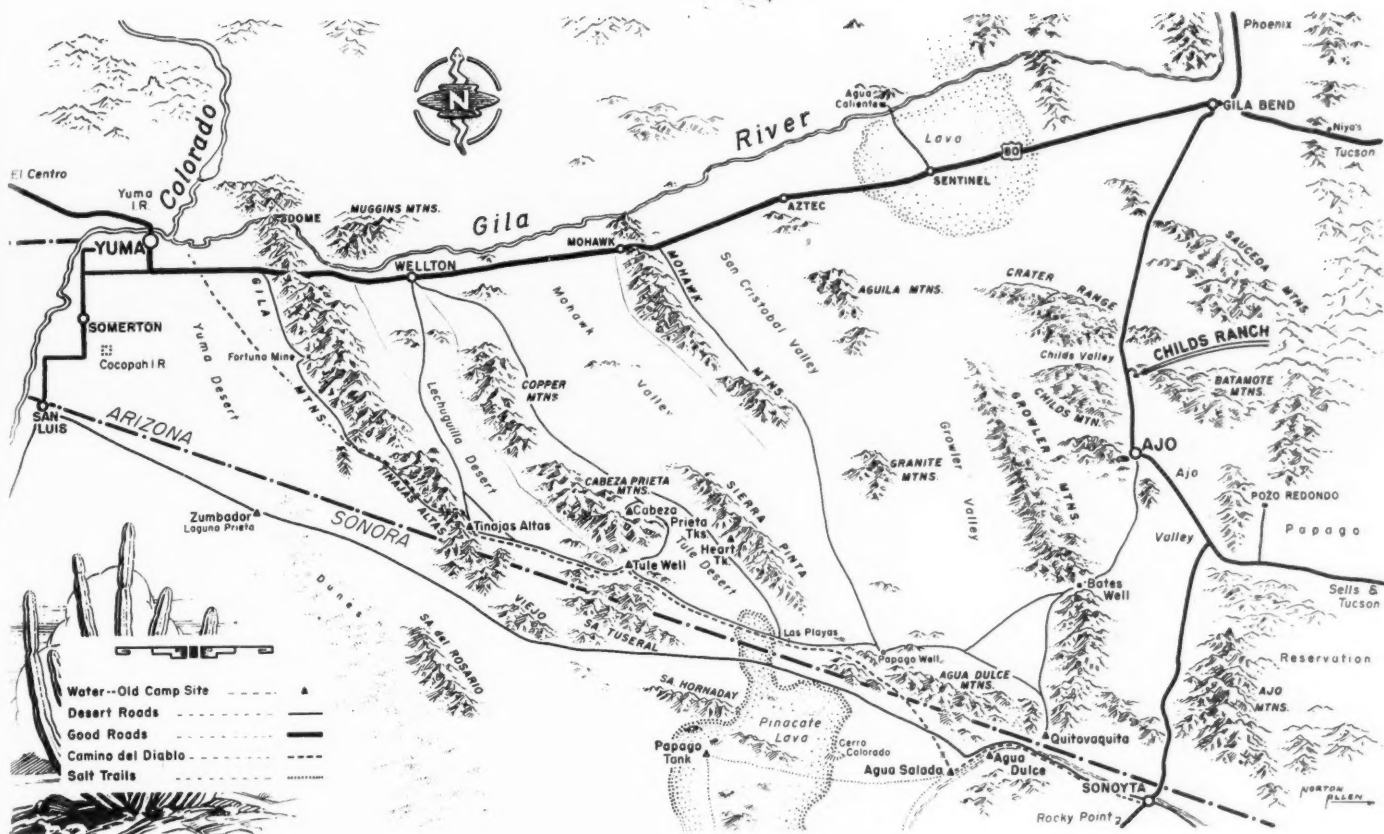 Phoenix
N
Agua
Caliente
GILA BEND
River
Lava
80
Niya's
Tucson
El Centro
Colorado
Yuma
I.R.
SENTINEL
DOME
MUGGINS MTNS.
Gila
AZTEC
YUMA
MOHAWK
WELLTON
MOHAWK
MTNS.
San Cristobal Valley
SAUCEDA
MTNS.
CRATER
RANGE
AGUILA MTNS.
GILA
MTNS.
Mohawk
Valley
SOMERTON
Cocopah I R
Yuma Desert
Fortuna Mine
CHILDS RANCH
Childs Valley
BATAMOTE
MTNS.
CHILDS MTN.
COPPER
MTNS
Lechuguilla Desert
SAN
LUIS
ARIZONA
GROWLER
MTNS
Growler
Valley
AJO
Ajo
Valley
GRANITE
MTNS.
CABEZA PRIETA
MTNS.
SIERRA
PINTA
POZO REDONDO
Papago
Zumbador
Laguna Prieta
SONORA
TINAJAS ALTAS
Tinajas Altas
Cabeza
Prieta
Tks.
Heart
Tk.
Tule Well
Tule Desert
Bates
Well
Sells &
Tucson
Dunes
VIEJO
SA. TUSERAL
Las Playas
Papago Well
Reservation
SA. del ROSARIO
AGUA DULCE
MTNS.
AJO
MTNS.
SA. HORNADAY
Pinacate
Lava
Papago
Tank
Cerro
Colorado
Quitovaquita
Agua Salada
Agua
Dulce
SONOYTA
Rocky Point
NORTON
ALLEN
Water--Old Camp Site
Desert Roads
Good Roads
Camino del Diablo
Salt Trails